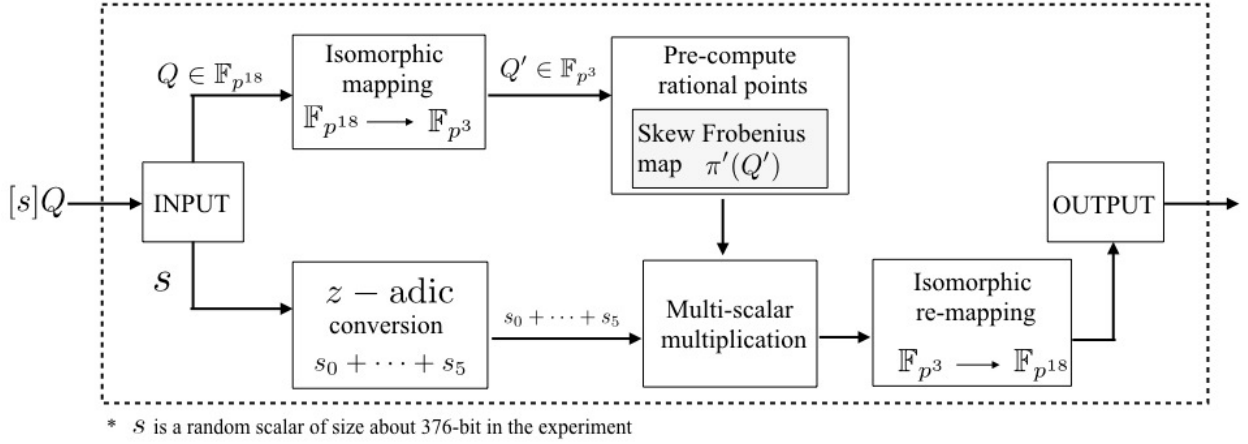 [s]Q
INPUT
Q ∈ 𝔽_{p^{18}}
Isomorphic
mapping
𝔽_{p^{18}} → 𝔽_{p^3}
Q′ ∈ 𝔽_{p^3}
Pre-compute
rational points
Skew Frobenius
map π′(Q′)
s
z − adic
conversion
s_0 + ⋯ + s_5
s_0 + ⋯ + s_5
Multi-scalar
multiplication
Isomorphic
re-mapping
𝔽_{p^3} → 𝔽_{p^{18}}
OUTPUT
* s is a random scalar of size about 376-bit in the experiment